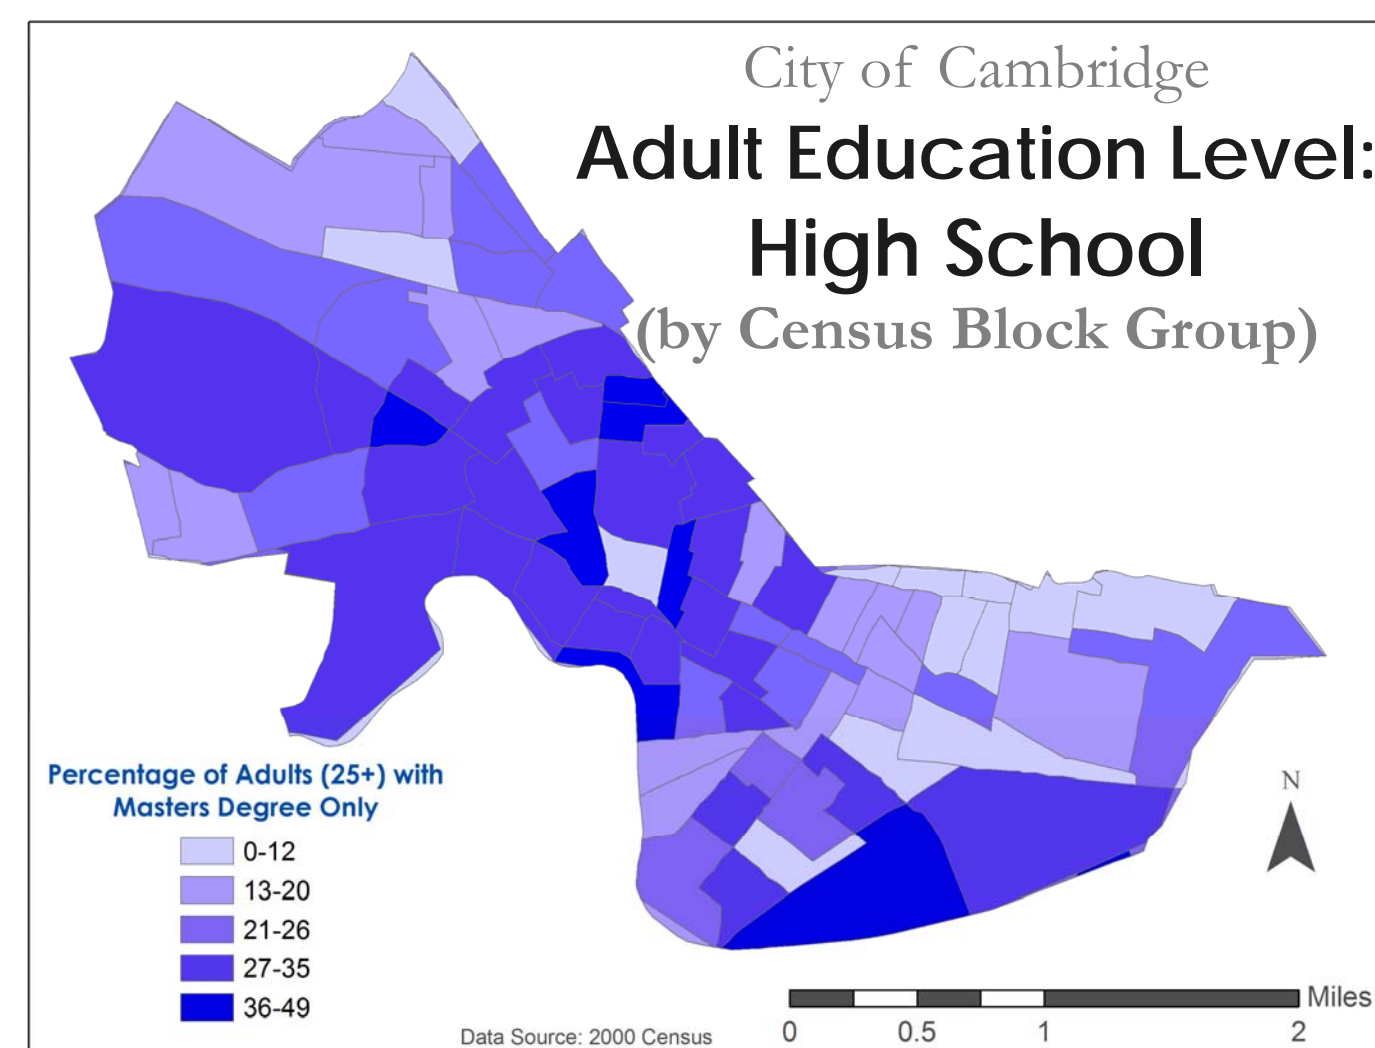 City of Cambridge
Adult Education Level:
High School
(by Census Block Group)
Percentage of Adults (25+) with
Masters Degree Only
0-12
13-20
21-26
27-35
36-49
Data Source: 2000 Census
N
Miles
0 0.5 1 2